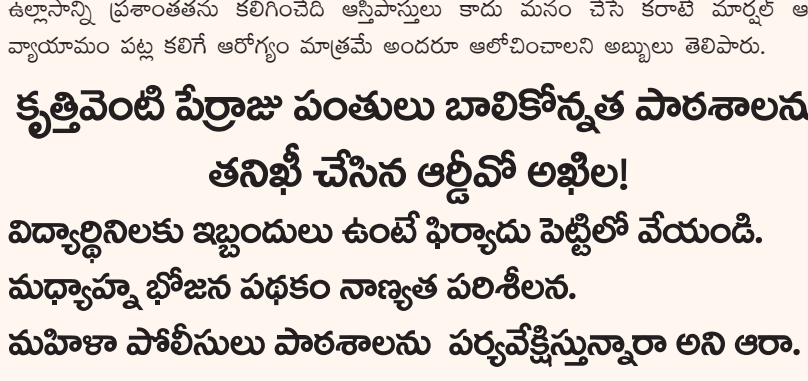 ఉల్లాసాన్ని ప్రశాంతతను కలిగించేది ఆస్తిపాస్తులు కాదు మనం చేసే కరాటే మార్షల్ ఆ
వ్యాయామం పట్ల కలిగే ఆరోగ్యం మాత్రమే అందరూ ఆలోచించాలని అబ్బులు తెలిపారు.
కృత్తివెంటి పేర్రాజు పంతులు బాలికోన్నత పాఠశాలను
తనిఖీ చేసిన ఆర్డీవో అఖిల!
విద్యార్థినిలకు ఇబ్బందులు ఉంటే ఫిర్యాదు పెట్టిలో వేయండి.
మధ్యాహ్న భోజన పథకం నాణ్యత పరిశీలన.
మహిళా పోలీసులు పాఠశాలను పర్యవేక్షిస్తున్నారా అని ఆరా.